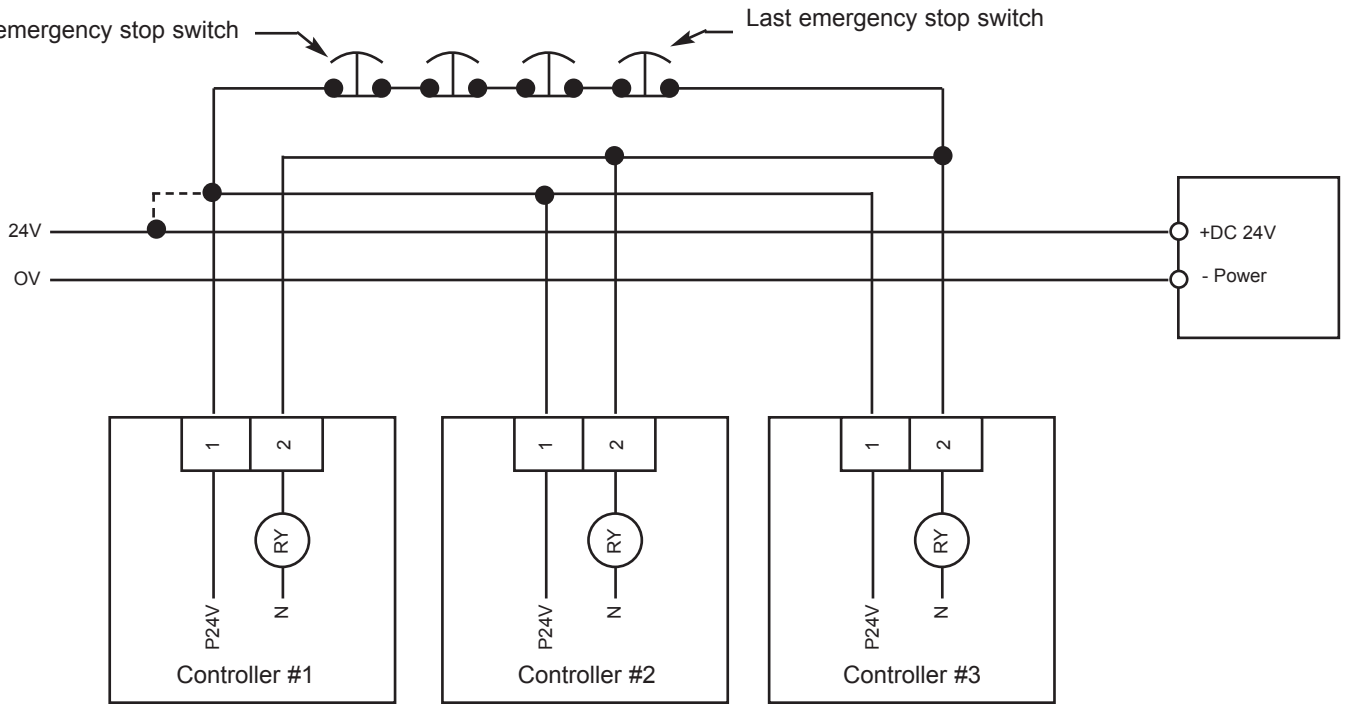 emergency stop switch
Last emergency stop switch
24V
OV
+DC 24V
- Power
1
2
RY
P24V
N
Controller #1
1
2
RY
P24V
N
Controller #2
1
2
RY
P24V
N
Controller #3